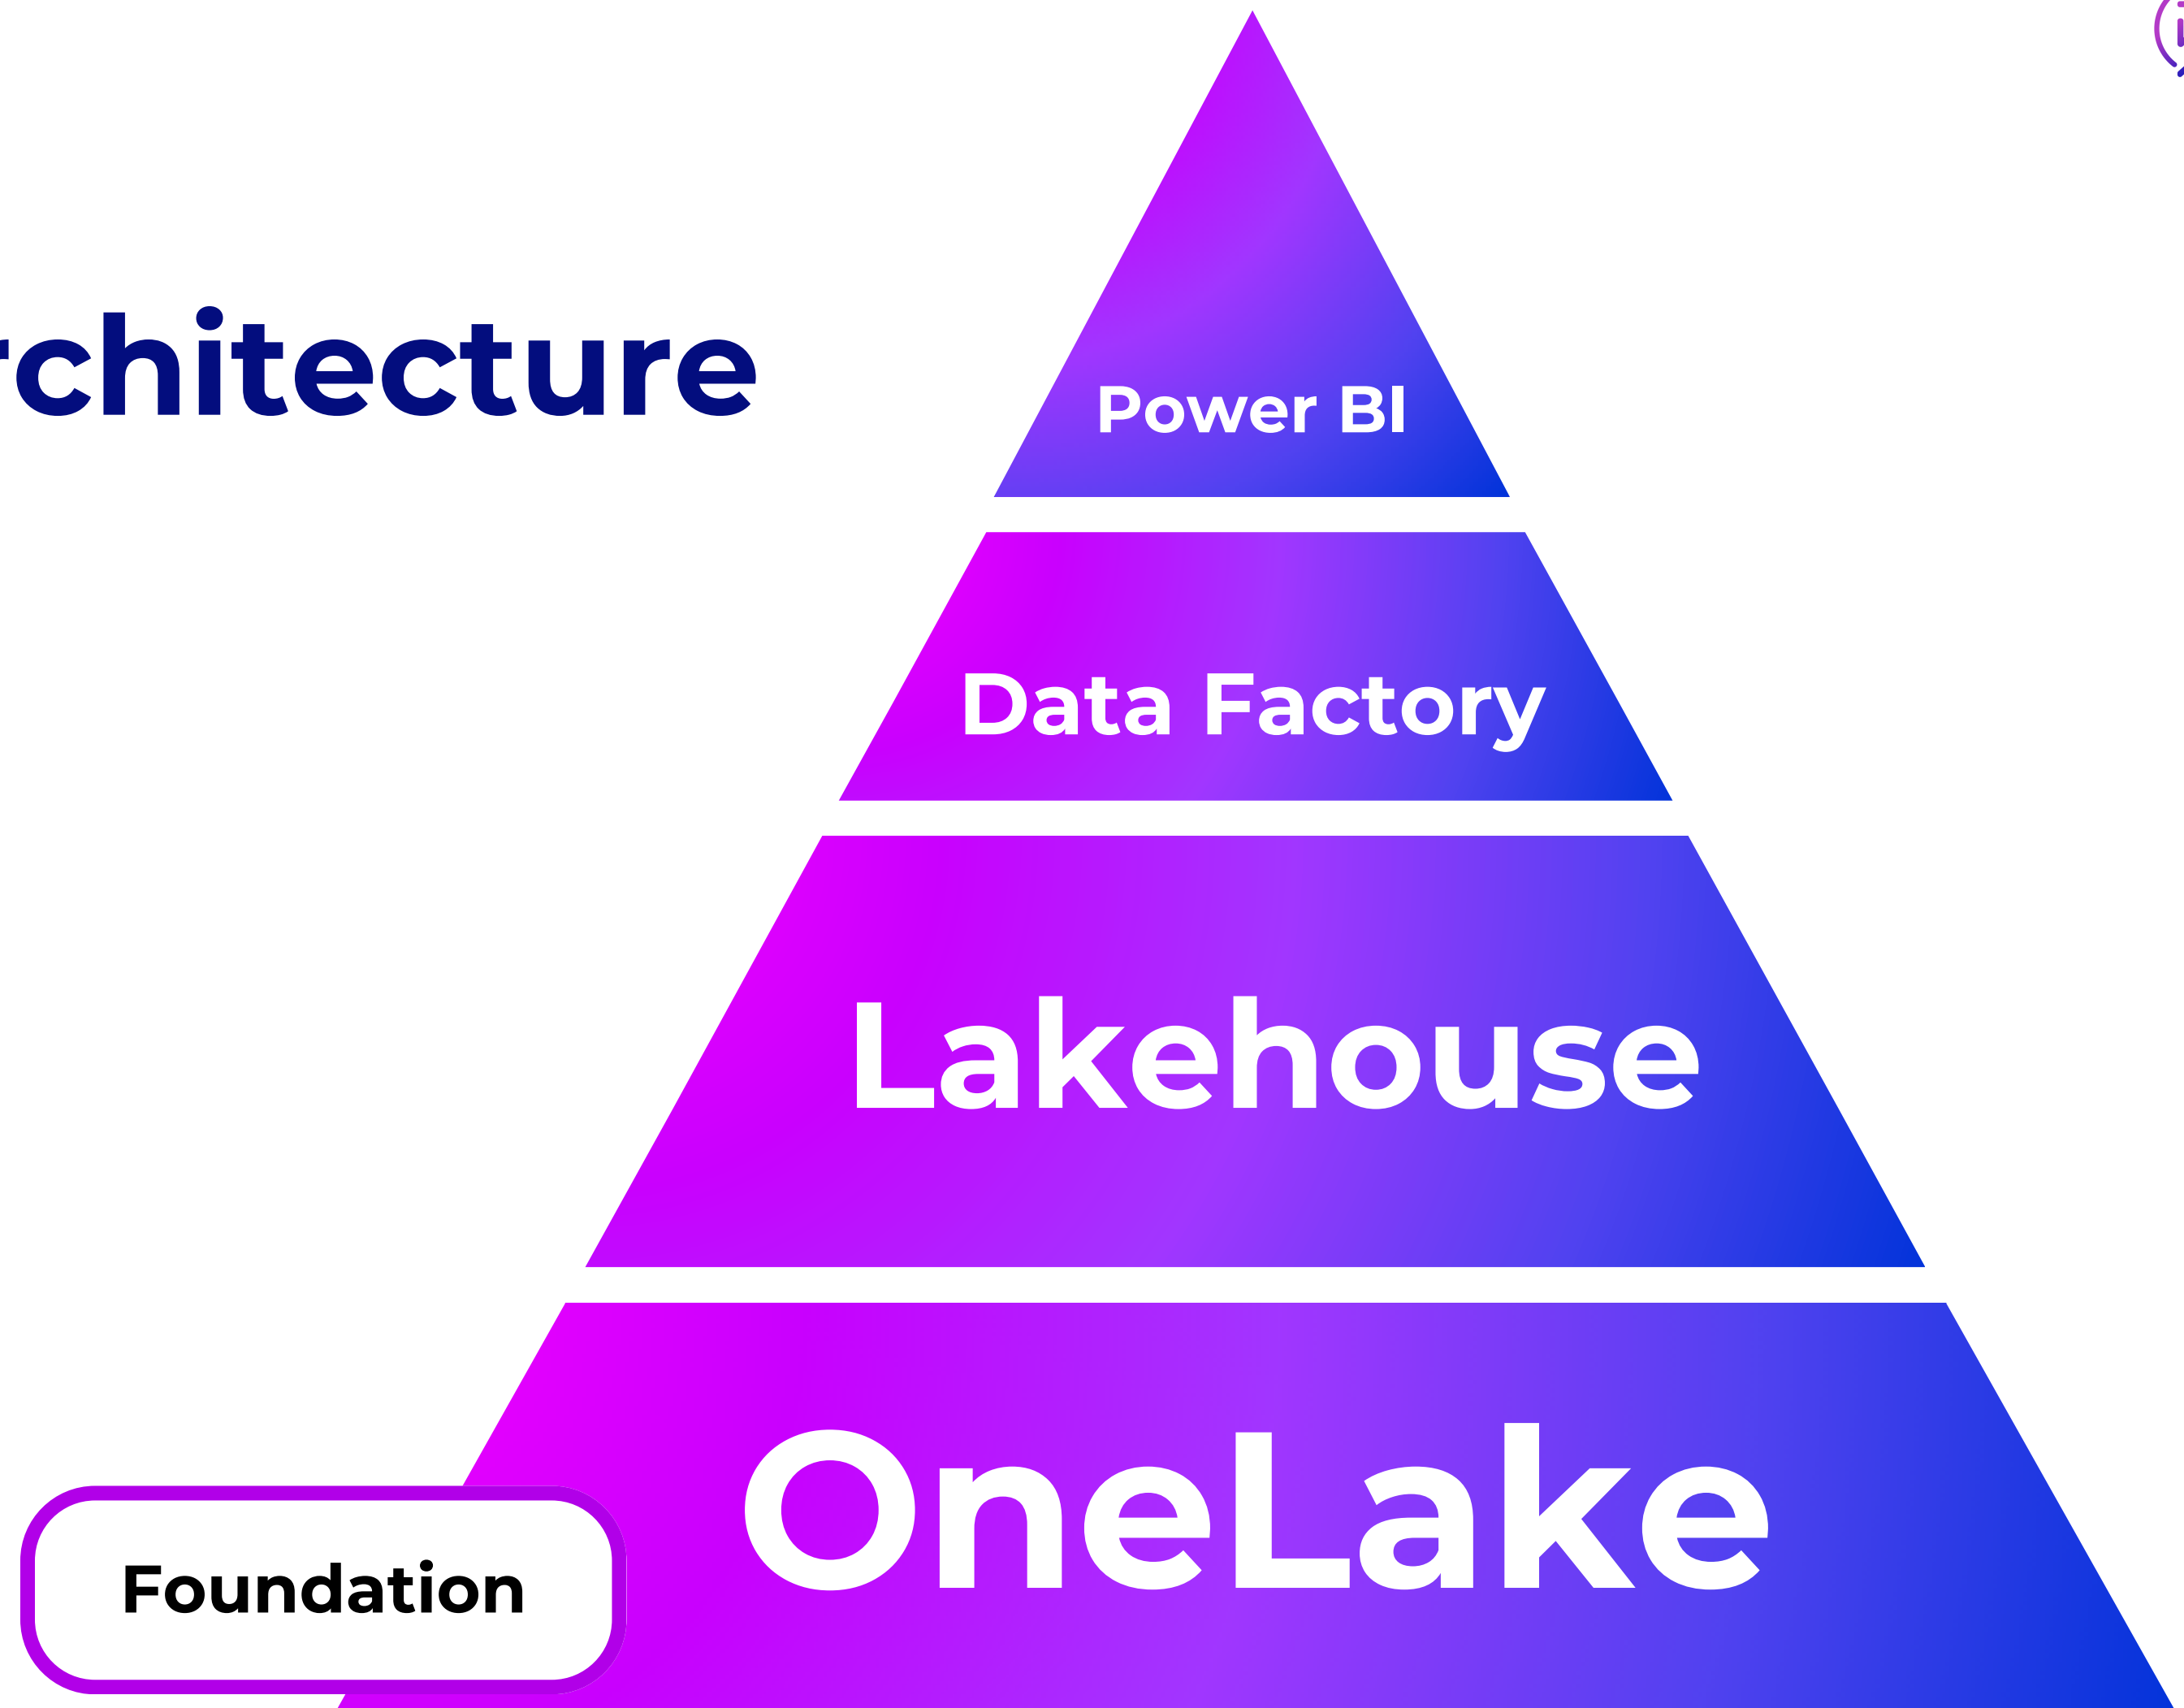 rchitecture
Power BI
Data Factory
Lakehouse
OneLake
Foundation